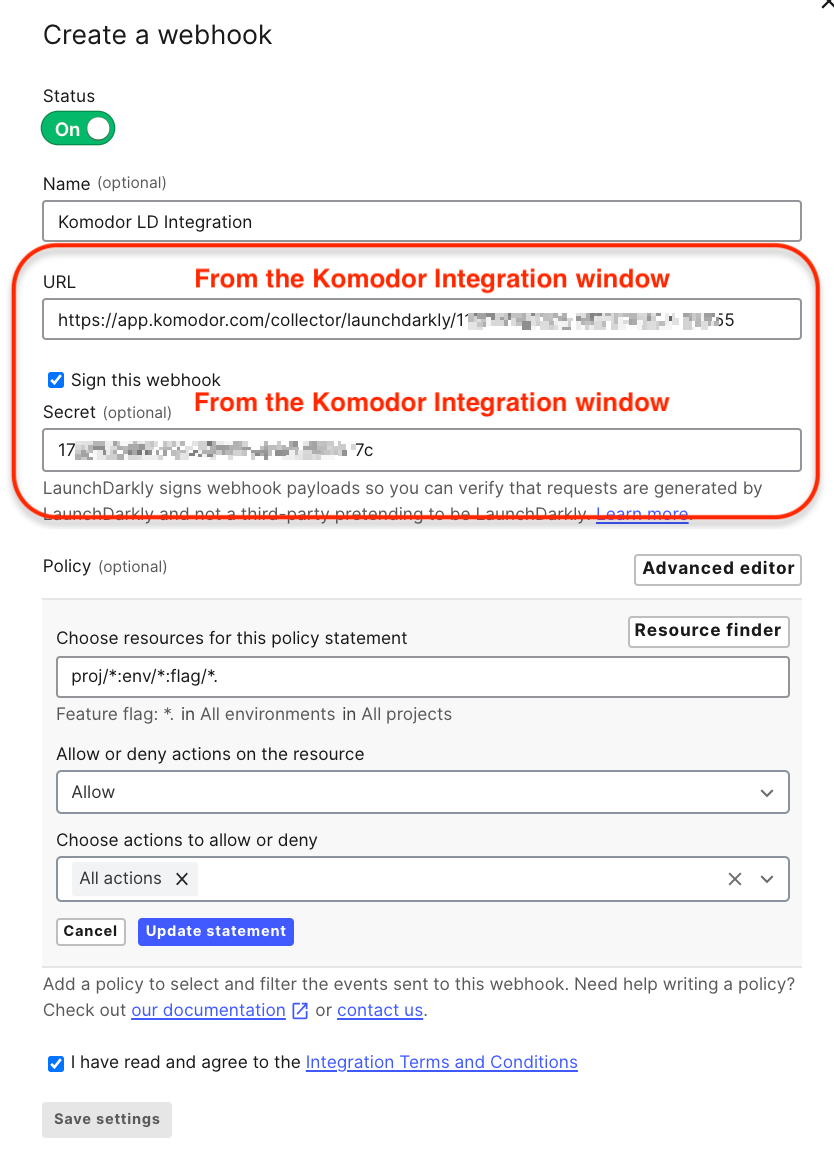 Create a webhook
Status
On
Name (optional)
Komodor LD Integration
From the Komodor Integration window
URL
https://app.komodor.com/collector/launchdarkly/11 55
Sign this webhook
From the Komodor Integration window
Secret (optional)
17 7c
LaunchDarkly signs webhook payloads so you can verify that requests are generated by
LaunchDarkly and not a third-party pretending to be LaunchDarkly. Learn more.
Policy (optional)
Advanced editor
Resource finder
Choose resources for this policy statement
proj/*:env/*:flag/*.
Feature flag: *. in All environments in All projects
Allow or deny actions on the resource
Allow
Choose actions to allow or deny
All actions
Cancel
Update statement
Add a policy to select and filter the events sent to this webhook. Need help writing a policy?
Check out our documentation or contact us.
I have read and agree to the Integration Terms and Conditions
Save settings